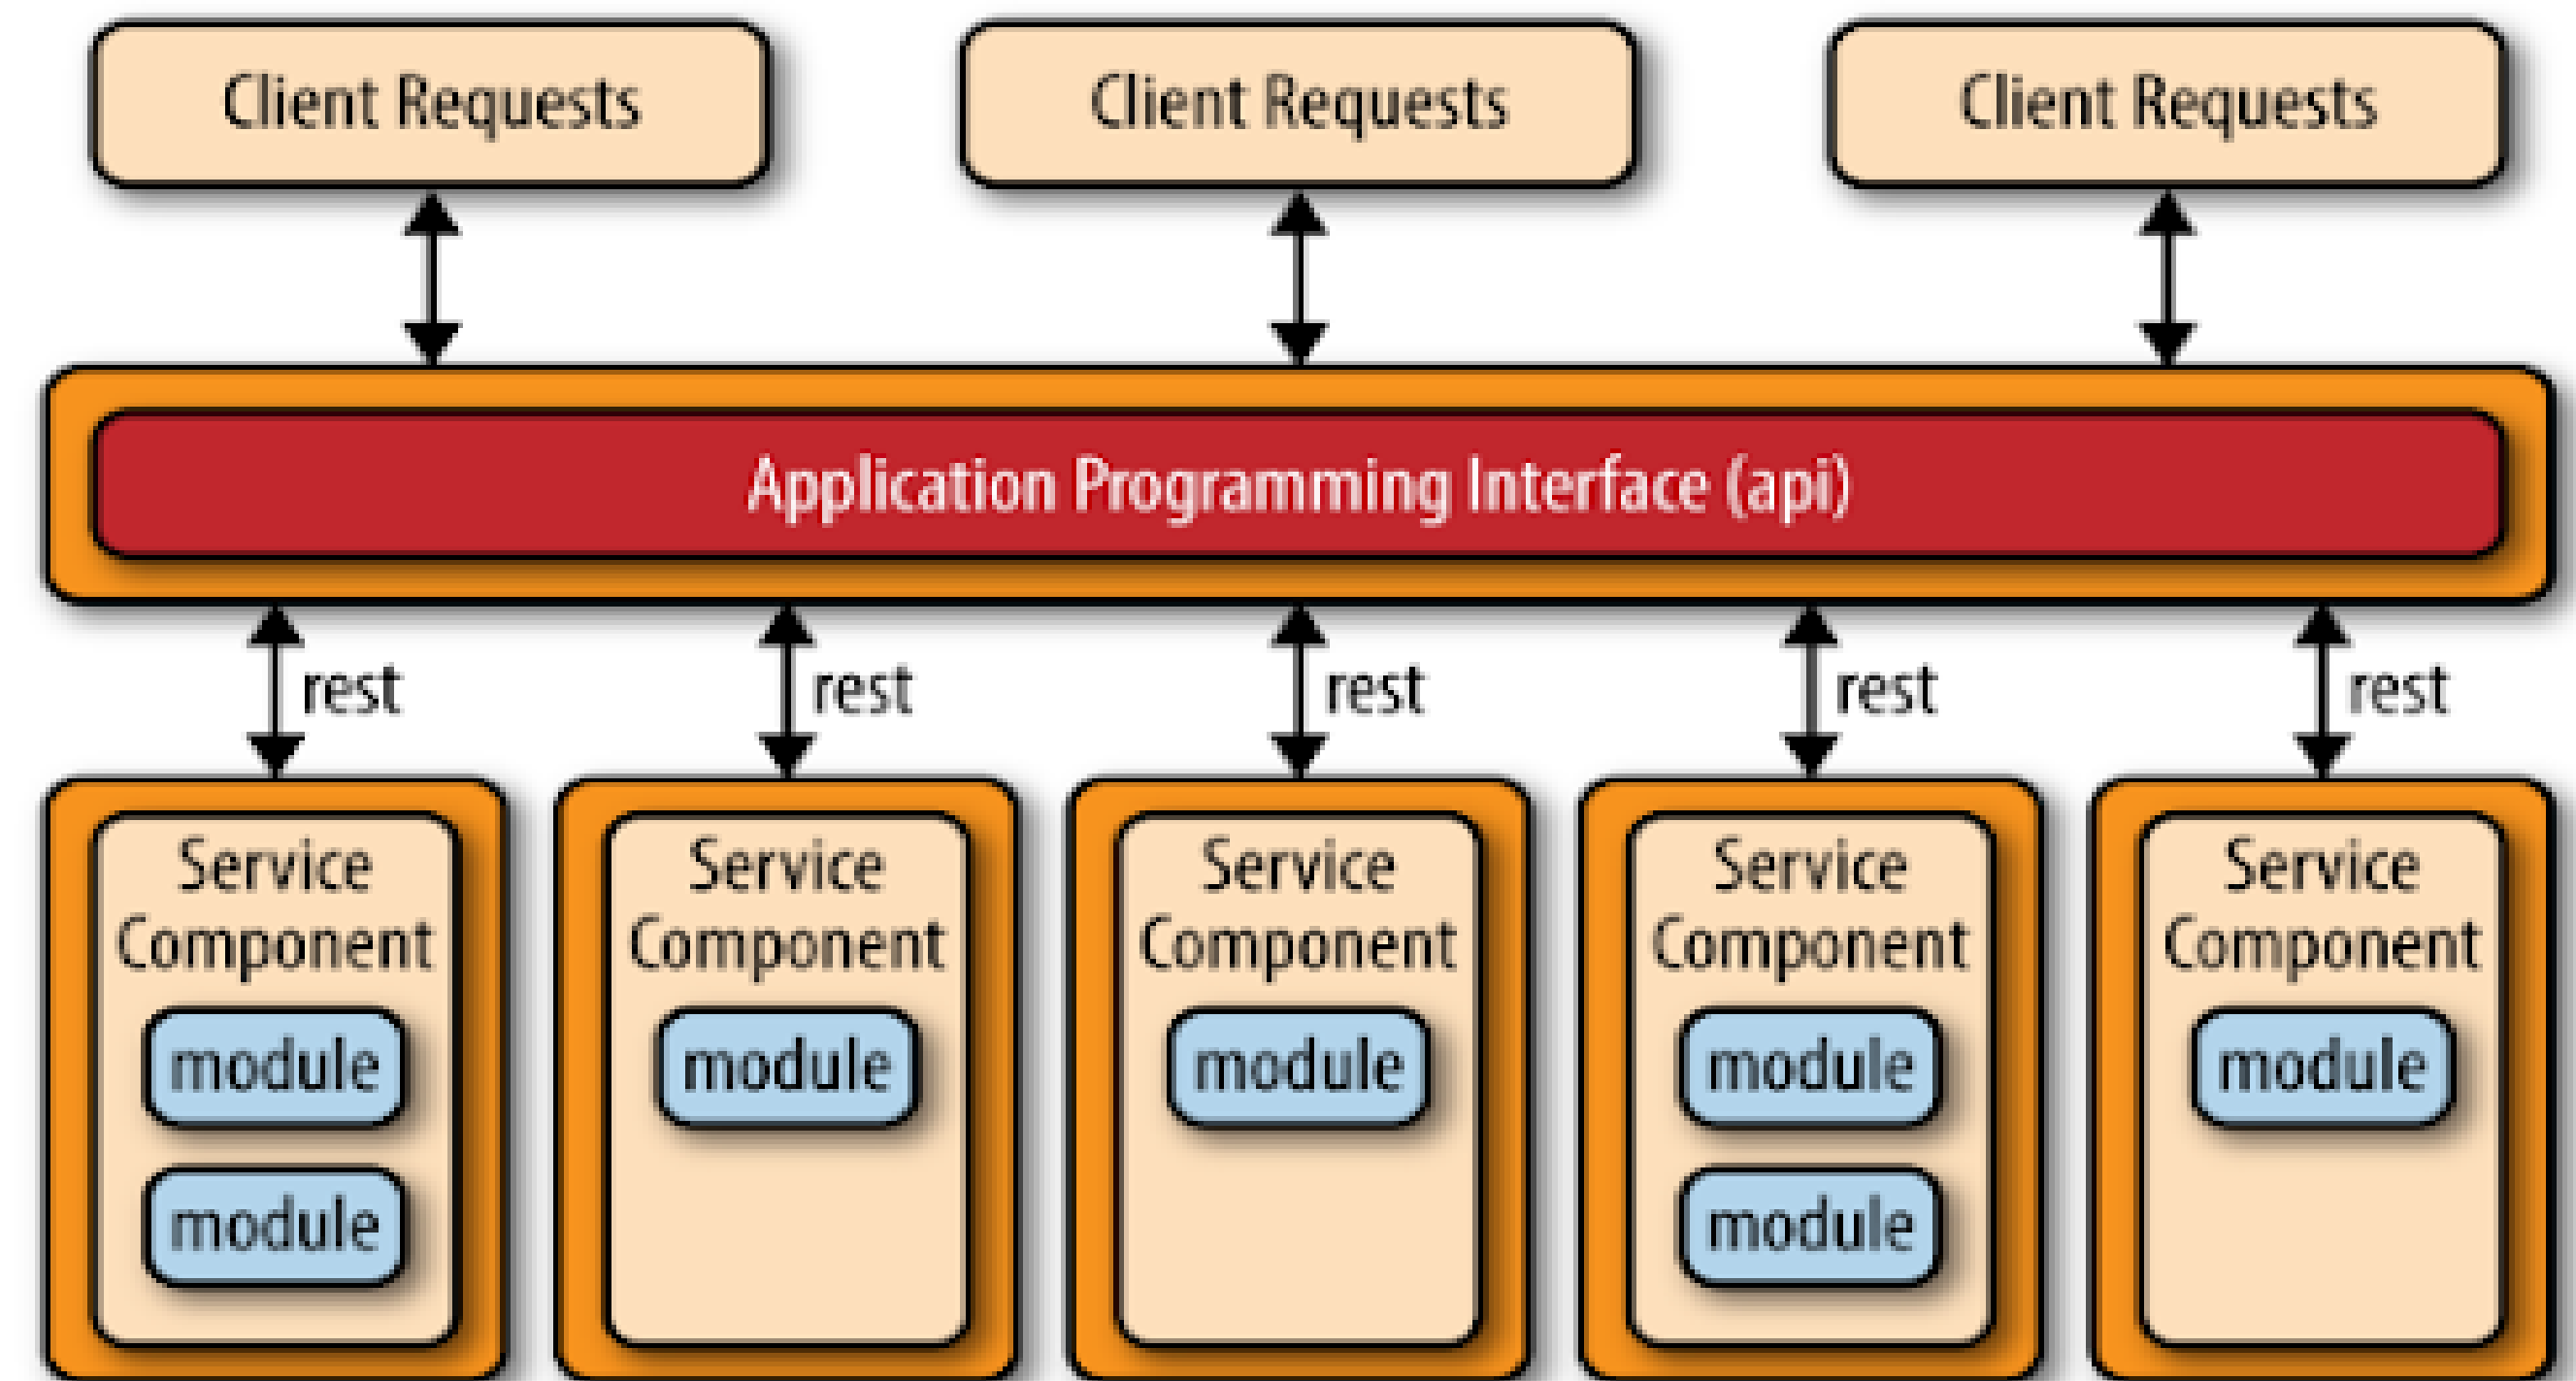 Client Requests
Client Requests
Client Requests
Application Programming Interface (api)
rest
rest
rest
rest
rest
Service
Component
module
module
Service
Component
module
Service
Component
module
Service
Component
module
module
Service
Component
module